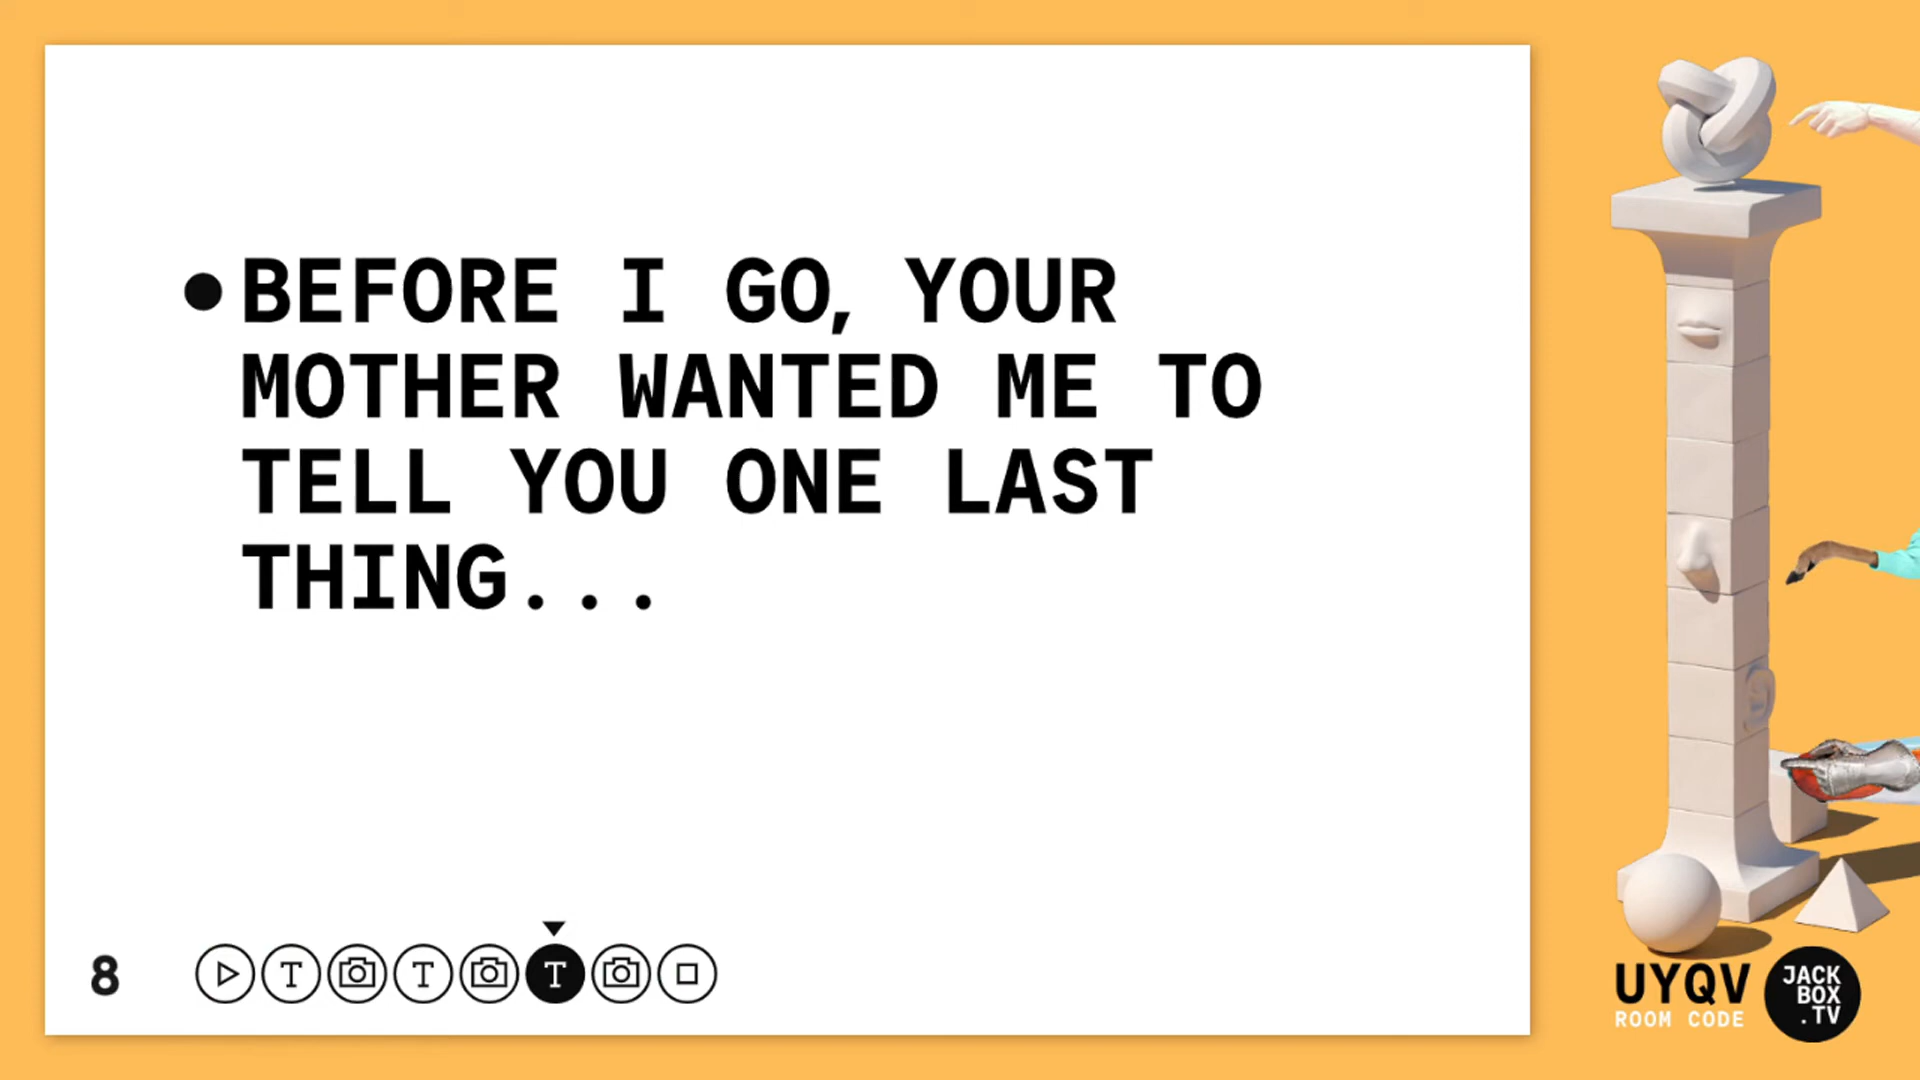 •BEFORE I GO, YOUR
MOTHER WANTED ME TO
TELL YOU ONE LAST
THING...
8
T
T
T
UYQV
ROOM CODE
JACK
BOX
.TV